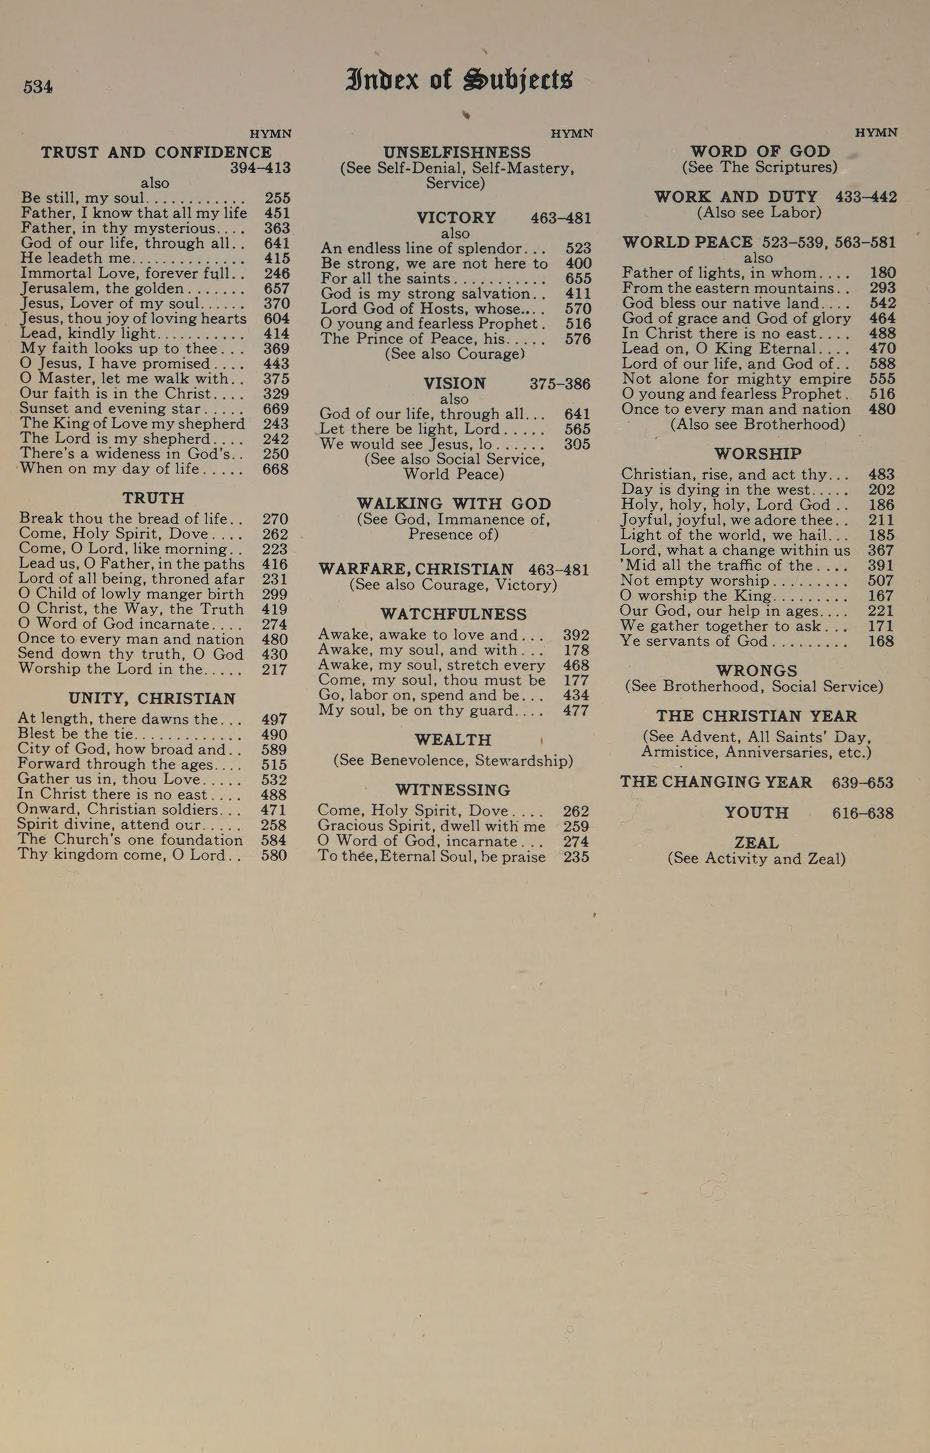 534
Index of Subjects
HYMN
TRUST AND CONFIDENCE
394–413
also
Be still, my soul............ 255
Father, I know that all my life 451
Father, in thy mysterious.... 363
God of our life, through all.. 641
He leadeth me.............. 415
Immortal Love, forever full.. 246
Jerusalem, the golden....... 657
Jesus, Lover of my soul...... 370
Jesus, thou joy of loving hearts 604
Lead, kindly light........... 414
My faith looks up to thee... 369
O Jesus, I have promised.... 443
O Master, let me walk with.. 375
Our faith is in the Christ.... 329
Sunset and evening star..... 669
The King of Love my shepherd 243
The Lord is my shepherd.... 242
There's a wideness in God's.. 250
When on my day of life..... 668
TRUTH
Break thou the bread of life.. 270
Come, Holy Spirit, Dove.... 262
Come, O Lord, like morning.. 223
Lead us, O Father, in the paths 416
Lord of all being, throned afar 231
O Child of lowly manger birth 299
O Christ, the Way, the Truth 419
O Word of God incarnate.... 274
Once to every man and nation 480
Send down thy truth, O God 430
Worship the Lord in the..... 217
UNITY, CHRISTIAN
At length, there dawns the... 497
Blest be the tie............. 490
City of God, how broad and.. 589
Forward through the ages.... 515
Gather us in, thou Love..... 532
In Christ there is no east.... 488
Onward, Christian soldiers... 471
Spirit divine, attend our..... 258
The Church's one foundation 584
Thy kingdom come, O Lord.. 580
HYMN
UNSELFISHNESS
(See Self-Denial, Self-Mastery,
Service)
VICTORY 463–481
also
An endless line of splendor... 523
Be strong, we are not here to 400
For all the saints........... 655
God is my strong salvation.. 411
Lord God of Hosts, whose.... 570
O young and fearless Prophet. 516
The Prince of Peace, his..... 576
(See also Courage)
VISION 375–386
also
God of our life, through all... 641
Let there be light, Lord..... 565
We would see Jesus, lo...... 305
(See also Social Service,
World Peace)
WALKING WITH GOD
(See God, Immanence of,
Presence of)
WARFARE, CHRISTIAN 463–481
(See also Courage, Victory)
WATCHFULNESS
Awake, awake to love and... 392
Awake, my soul, and with... 178
Awake, my soul, stretch every 468
Come, my soul, thou must be 177
Go, labor on, spend and be... 434
My soul, be on thy guard.... 477
WEALTH
(See Benevolence, Stewardship)
WITNESSING
Come, Holy Spirit, Dove.... 262
Gracious Spirit, dwell with me 259
O Word of God, incarnate... 274
To thee, Eternal Soul, be praise 235
HYMN
WORD OF GOD
(See The Scriptures)
WORK AND DUTY 433–442
(Also see Labor)
WORLD PEACE 523–539, 563–581
also
Father of lights, in whom.... 180
From the eastern mountains.. 293
God bless our native land.... 542
God of grace and God of glory 464
In Christ there is no east.... 488
Lead on, O King Eternal.... 470
Lord of our life, and God of.. 588
Not alone for mighty empire 555
O young and fearless Prophet. 516
Once to every man and nation 480
(Also see Brotherhood)
WORSHIP
Christian, rise, and act thy... 483
Day is dying in the west..... 202
Holy, holy, holy, Lord God.. 186
Joyful, joyful, we adore thee.. 211
Light of the world, we hail... 185
Lord, what a change within us 367
'Mid all the traffic of the.... 391
Not empty worship......... 507
O worship the King......... 167
Our God, our help in ages.... 221
We gather together to ask... 171
Ye servants of God......... 168
WRONGS
(See Brotherhood, Social Service)
THE CHRISTIAN YEAR
(See Advent, All Saints' Day,
Armistice, Anniversaries, etc.)
THE CHANGING YEAR 639–653
YOUTH 616–638
ZEAL
(See Activity and Zeal)